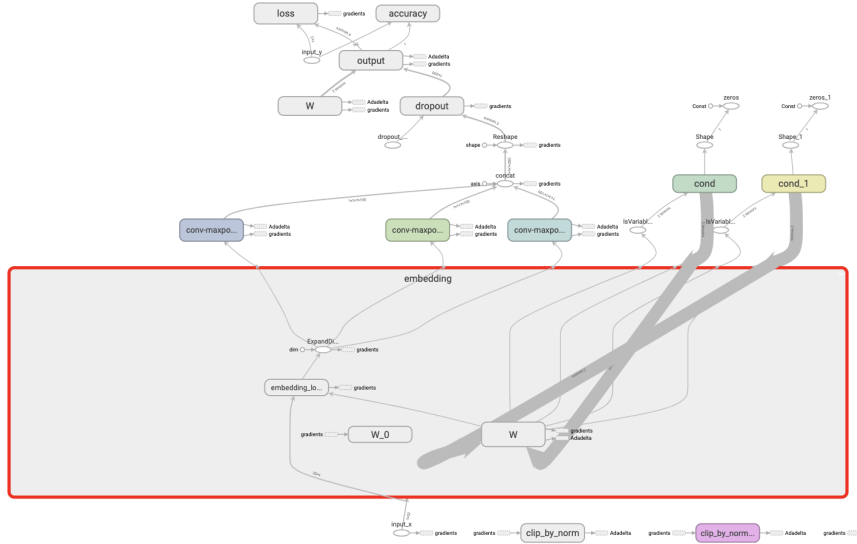 loss
gradients
accuracy
input_y
output
Adadelta
gradients
W
Adadelta
gradients
dropout
gradients
dropout_...
Reshape
shape
gradients
concat
axis
gradients
zeros
Const
zeros_1
Const
Shape
Shape_1
cond
cond_1
conv-maxpo...
Adadelta
gradients
conv-maxpo...
Adadelta
gradients
conv-maxpo...
Adadelta
gradients
IsVariabl...
IsVariabl...
embedding
ExpandDi...
dim
gradients
embedding_lo...
gradients
gradients
W_0
W
gradients
Adadelta
input_x
gradients
gradients
clip_by_norm
Adadelta
gradients
clip_by_norm...
Adadelta
gradients